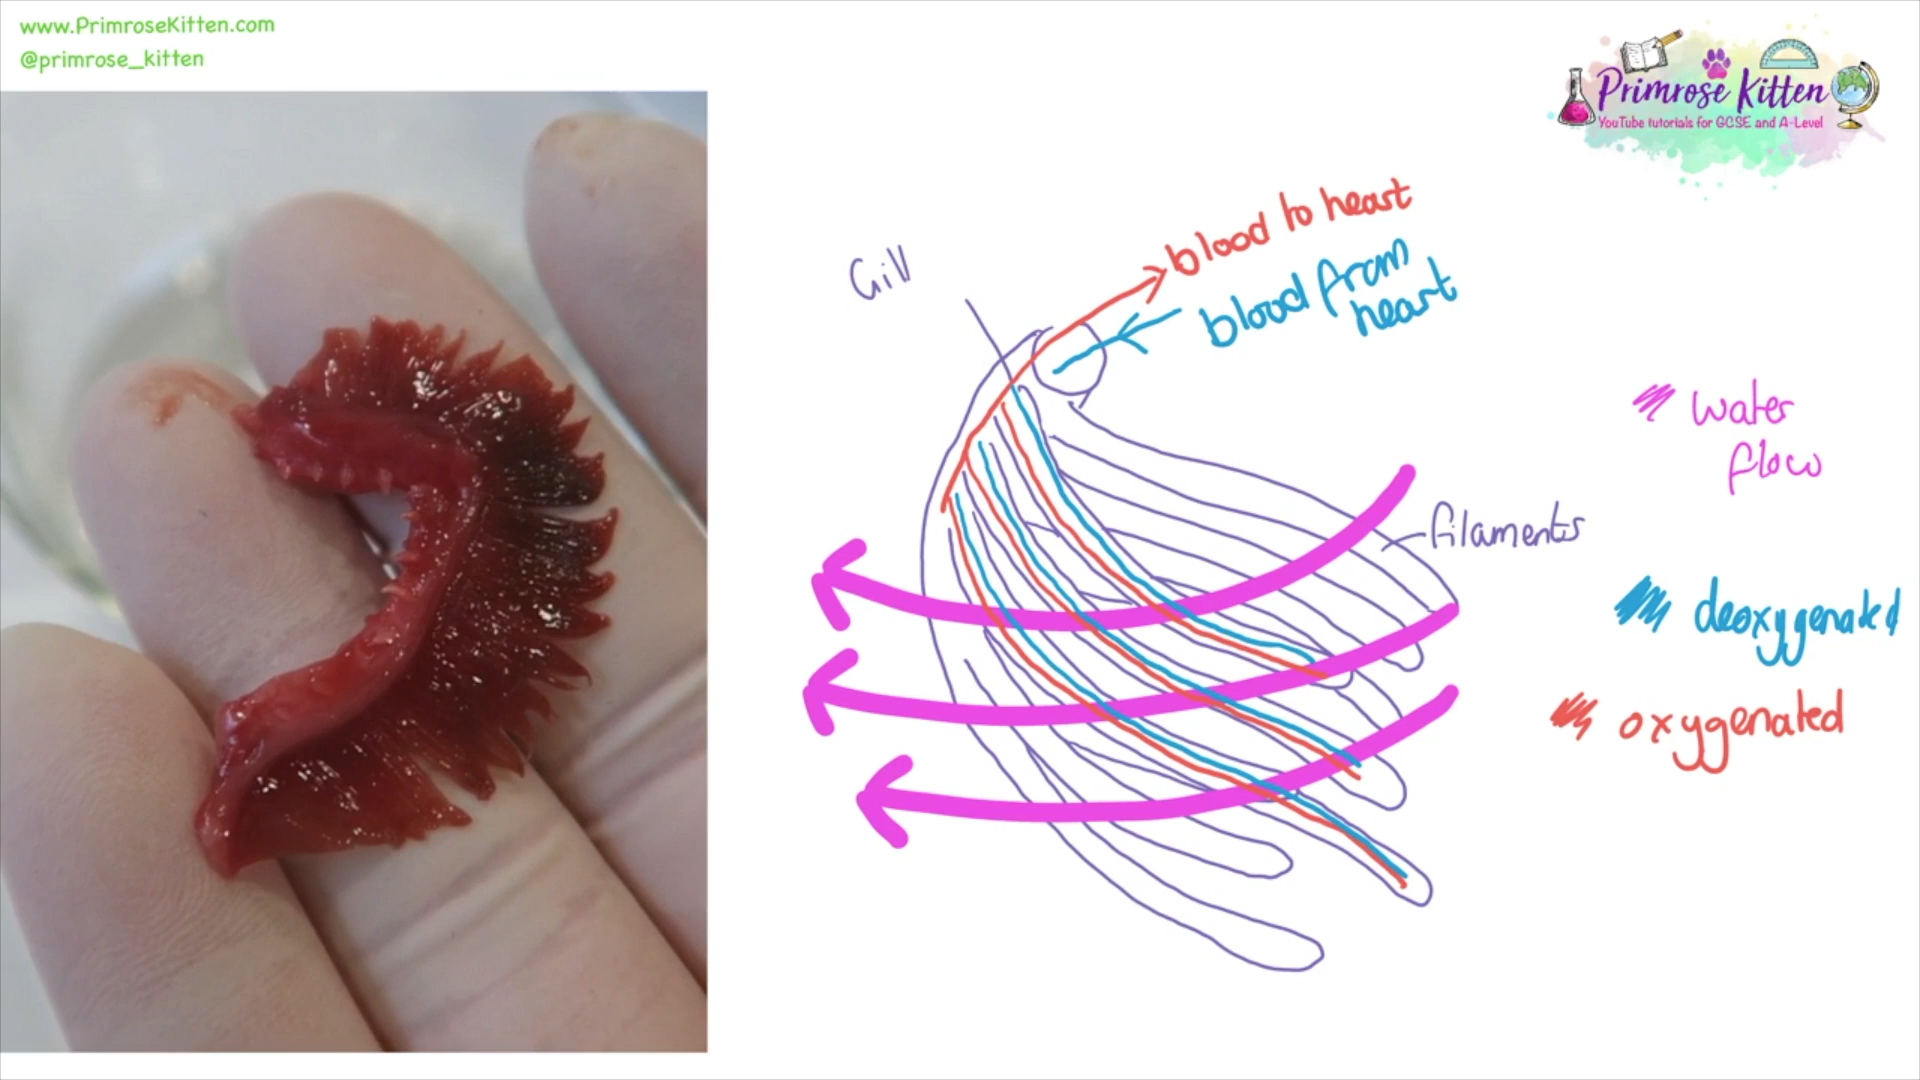 www.PrimroseKitten.com
@primrose_kitten
Primrose Kitten
YouTube tutorials for GCSE and A-Level
Gill
blood to heart
blood from
heart
water
flow
filaments
deoxygenated
oxygenated